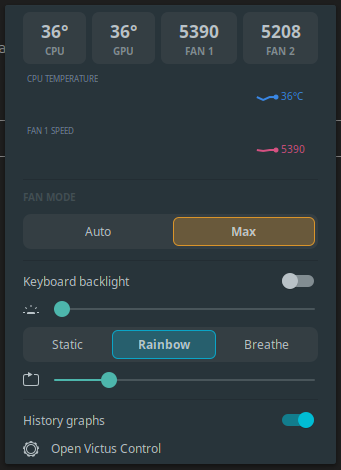 36° 36° 5390 5208
CPU GPU FAN 1 FAN 2
CPU TEMPERATURE
36°C
FAN 1 SPEED
5390
FAN MODE
Auto Max
Keyboard backlight
Static Rainbow Breathe
History graphs
Open Victus Control